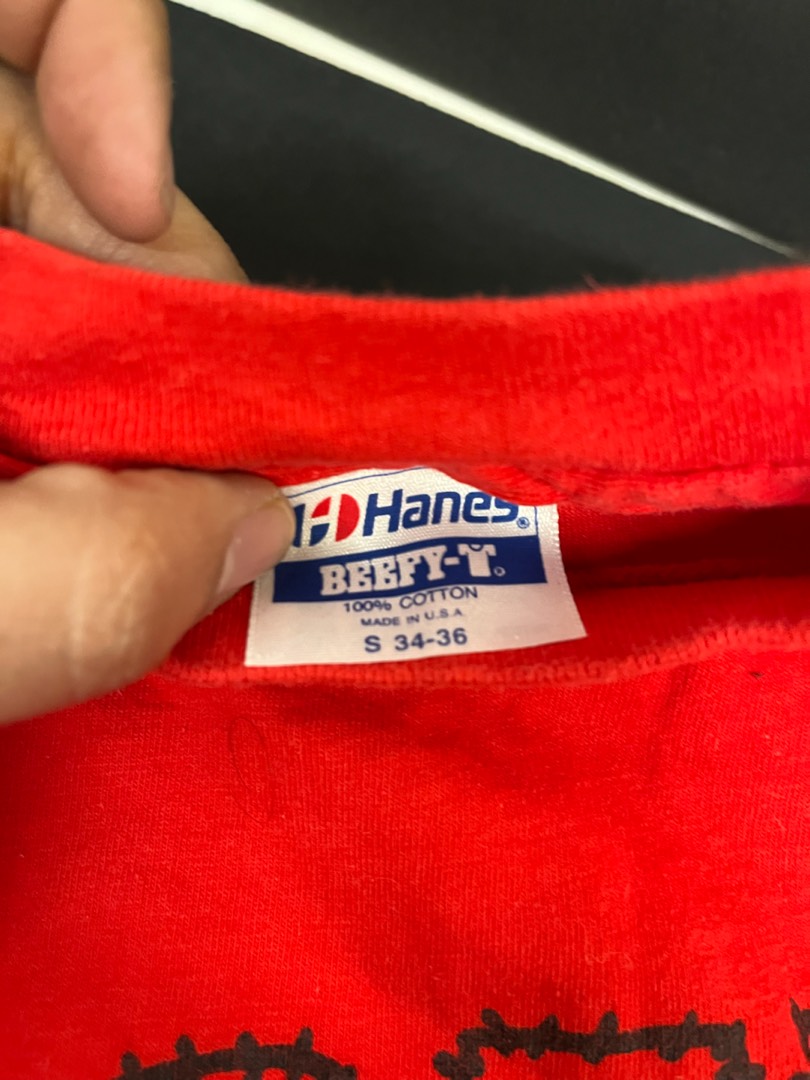 Hanes®
BEEFY-T®
100% COTTON
MADE IN U.S.A.
S 34-36